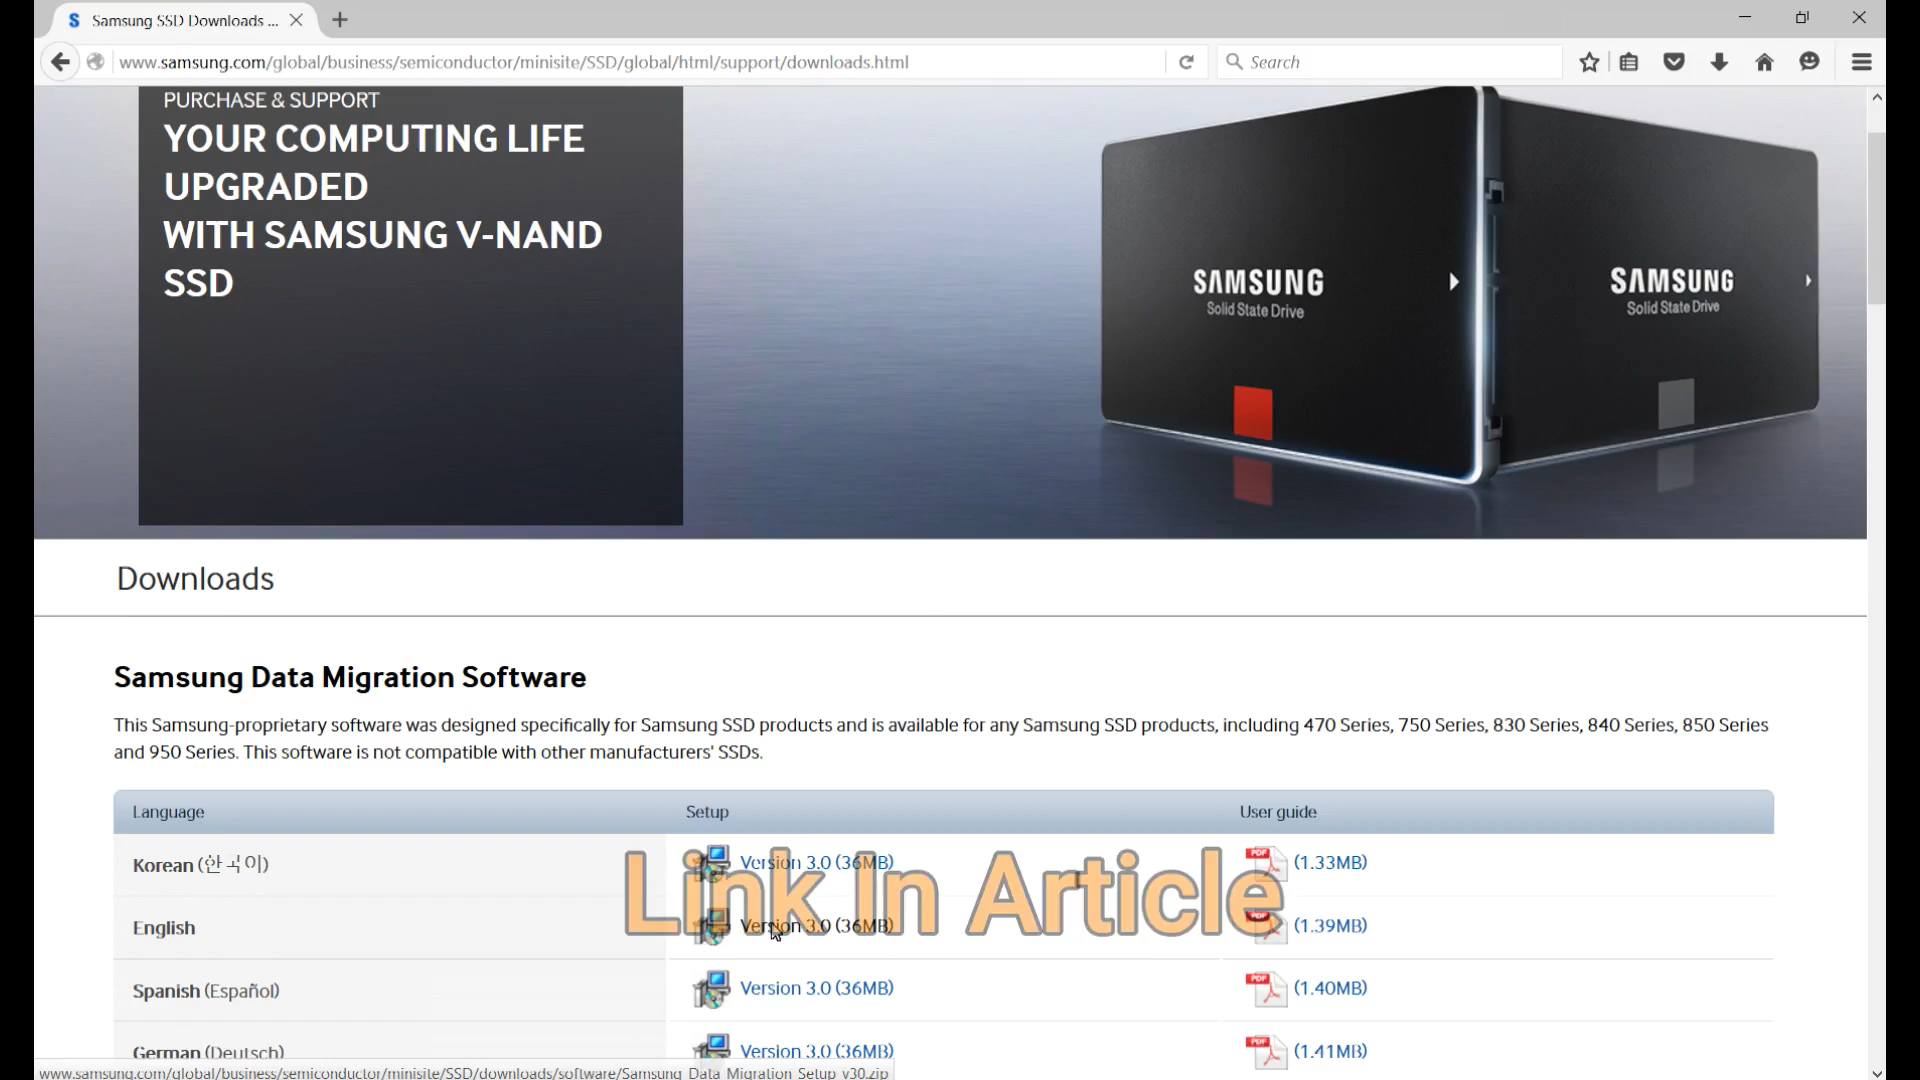 Samsung SSD Downloads ...
www.samsung.com/global/business/semiconductor/minisite/SSD/global/html/support/downloads.html
Search
PURCHASE & SUPPORT
YOUR COMPUTING LIFE
UPGRADED
WITH SAMSUNG V-NAND
SSD
SAMSUNG
Solid State Drive
SAMSUNG
Solid State Drive
Downloads
Samsung Data Migration Software
This Samsung-proprietary software was designed specifically for Samsung SSD products and is available for any Samsung SSD products, including 470 Series, 750 Series, 830 Series, 840 Series, 850 Series
and 950 Series. This software is not compatible with other manufacturers' SSDs.
Language Setup User guide
Korean (한국어) Version 3.0 (36MB) PDF (1.33MB)
Link In Article
English Version 3.0 (36MB) PDF (1.39MB)
Spanish (Español) Version 3.0 (36MB) PDF (1.40MB)
German (Deutsch) Version 3.0 (36MB) PDF (1.41MB)
www.samsung.com/global/business/semiconductor/minisite/SSD/downloads/software/Samsung_Data_Migration_Setup_v30.zip